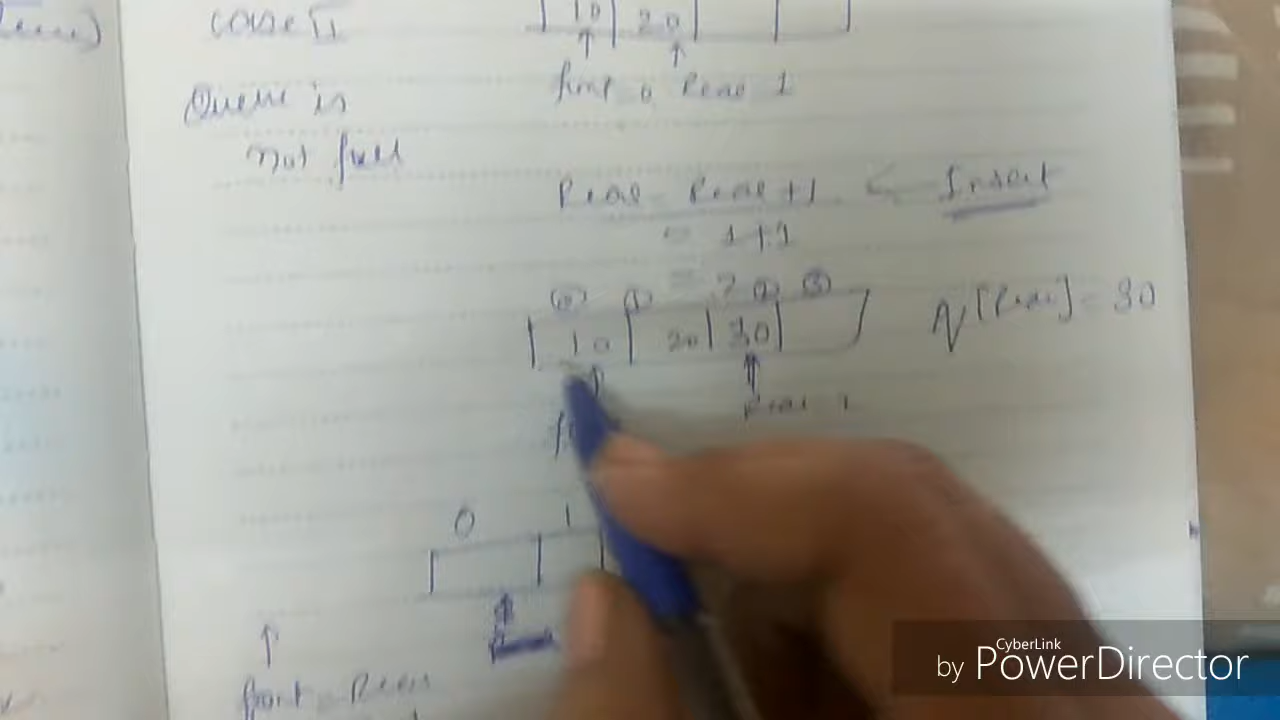 Case II
10 20
front 0 Rear 1
Queue is
not full
Rear = Rear+1 ← Insert
= 1+1
= 2
0 1 2 3
10 20 30 q[Rear] = 30
Rear
0 1
front = Rear
CyberLink
by PowerDirector